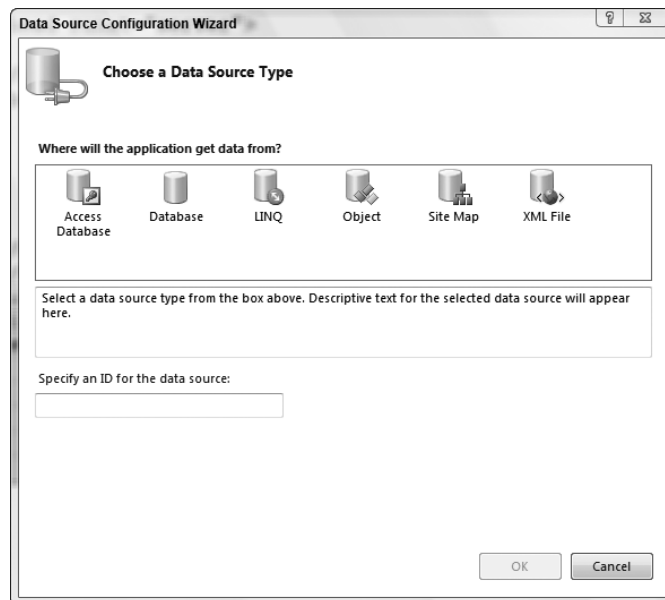 Data Source Configuration Wizard
Choose a Data Source Type
Where will the application get data from?
Access
Database
Database
LINQ
Object
Site Map
XML File
Select a data source type from the box above. Descriptive text for the selected data source will appear
here.
Specify an ID for the data source:
OK
Cancel